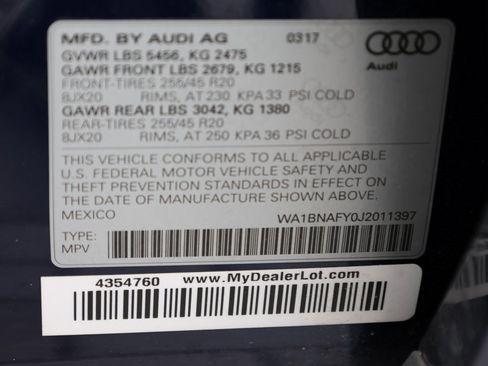 MFD. BY AUDI AG 0317
GVWR LBS 5456, KG 2475
GAWR FRONT LBS 2679, KG 1215
FRONT-TIRES 255/45 R20
8JX20 RIMS, AT 230 KPA 33 PSI COLD
GAWR REAR LBS 3042, KG 1380
REAR-TIRES 255/45 R20
8JX20 RIMS, AT 250 KPA 36 PSI COLD
Audi
THIS VEHICLE CONFORMS TO ALL APPLICABLE
U.S. FEDERAL MOTOR VEHICLE SAFETY AND
THEFT PREVENTION STANDARDS IN EFFECT ON
THE DATE OF MANUFACTURE SHOWN ABOVE.
MEXICO WA1BNAFY0J2011397
TYPE:
MPV
4354760 www.MyDealerLot.com